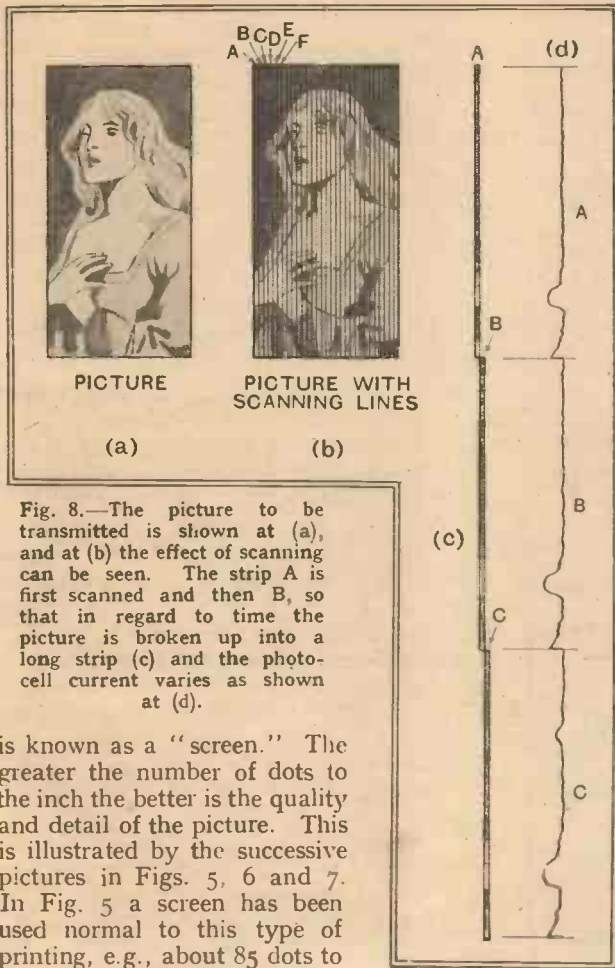 A
B
C
D
E
F
PICTURE
(a)
PICTURE WITH
SCANNING LINES
(b)
A
(d)
A
B
(c)
B
C
C
Fig. 8.—The picture to be
transmitted is shown at (a),
and at (b) the effect of scanning
can be seen. The strip A is
first scanned and then B, so
that in regard to time the
picture is broken up into a
long strip (c) and the photo-
cell current varies as shown
at (d).
is known as a "screen." The
greater the number of dots to
the inch the better is the quality
and detail of the picture. This
is illustrated by the successive
pictures in Figs. 5, 6 and 7.
In Fig. 5 a screen has been
used normal to this type of
printing, e.g., about 85 dots to